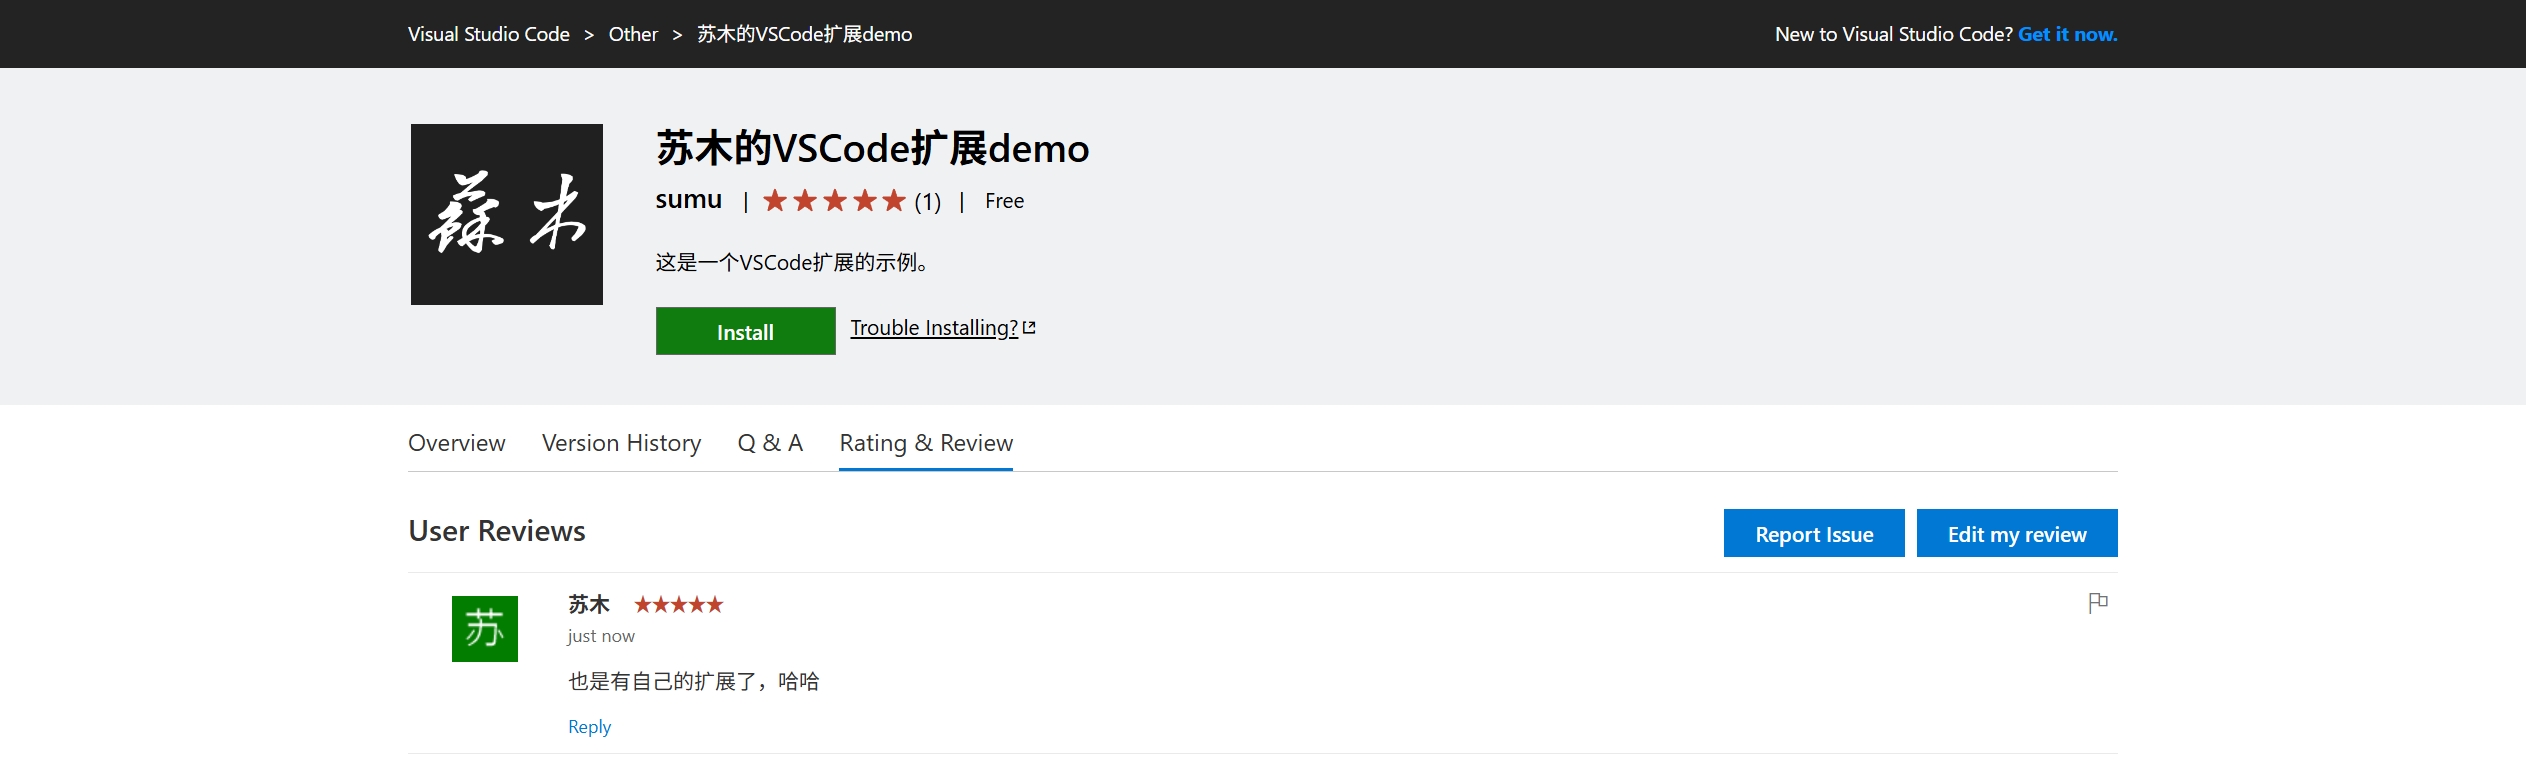 Visual Studio Code > Other > 苏木的VSCode扩展demo
New to Visual Studio Code? Get it now.
蘇木
苏木的VSCode扩展demo
sumu | ★★★★★ (1) | Free
这是一个VSCode扩展的示例。
Install
Trouble Installing?
Overview
Version History
Q & A
Rating & Review
User Reviews
Report Issue
Edit my review
苏
苏木 ★★★★★
just now
也是有自己的扩展了，哈哈
Reply